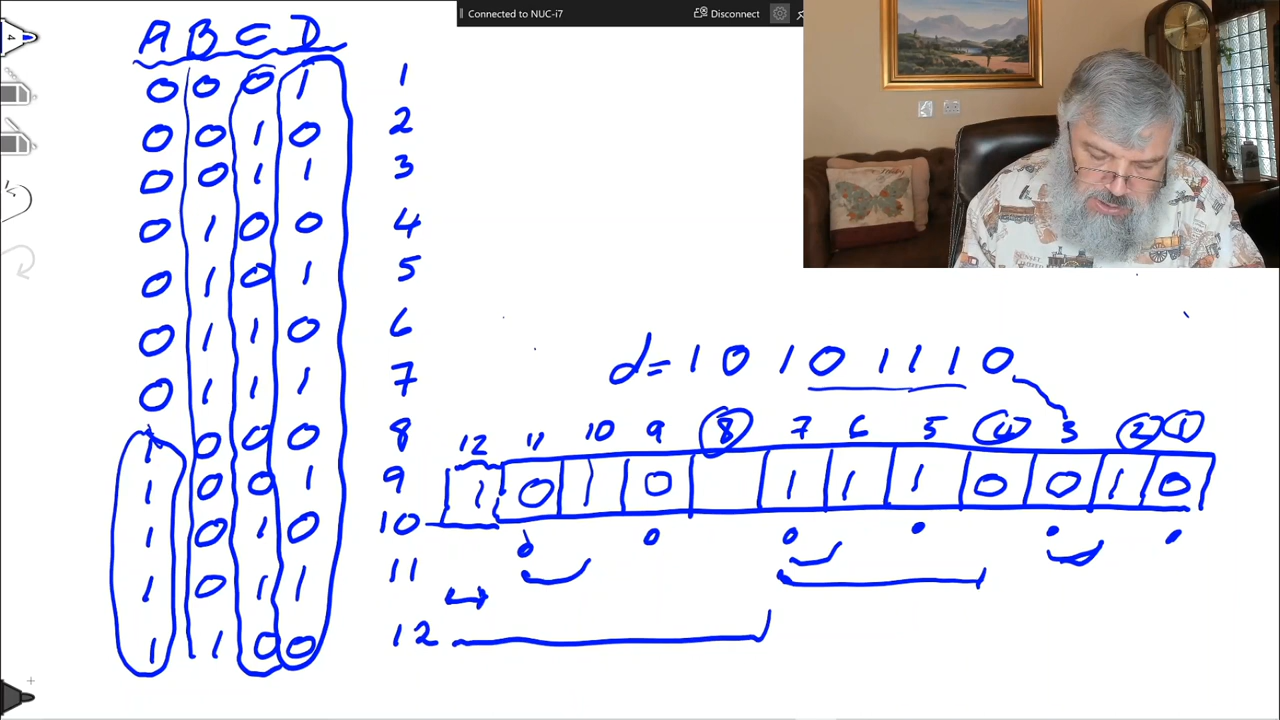 Connected to NUC-i7 Disconnect
A B C D
0 0 0 1 1
0 0 1 0 2
0 0 1 1 3
0 1 0 0 4
0 1 0 1 5
0 1 1 0 6
0 1 1 1 7
1 0 0 0 8
1 0 0 1 9
1 0 1 0 10
1 0 1 1 11
1 1 0 0 12
d= 1 0 1 0 1 1 1 0
12 11 10 9 8 7 6 5 4 3 2 1
1 0 1 0 1 1 1 0 0 1 0